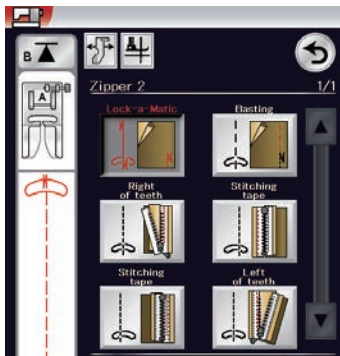 B
A
Zipper 2 1/1
Lock-a-Matic Basting
N N
Right
of teeth
Stitching
tape
Stitching
tape
Left
of teeth